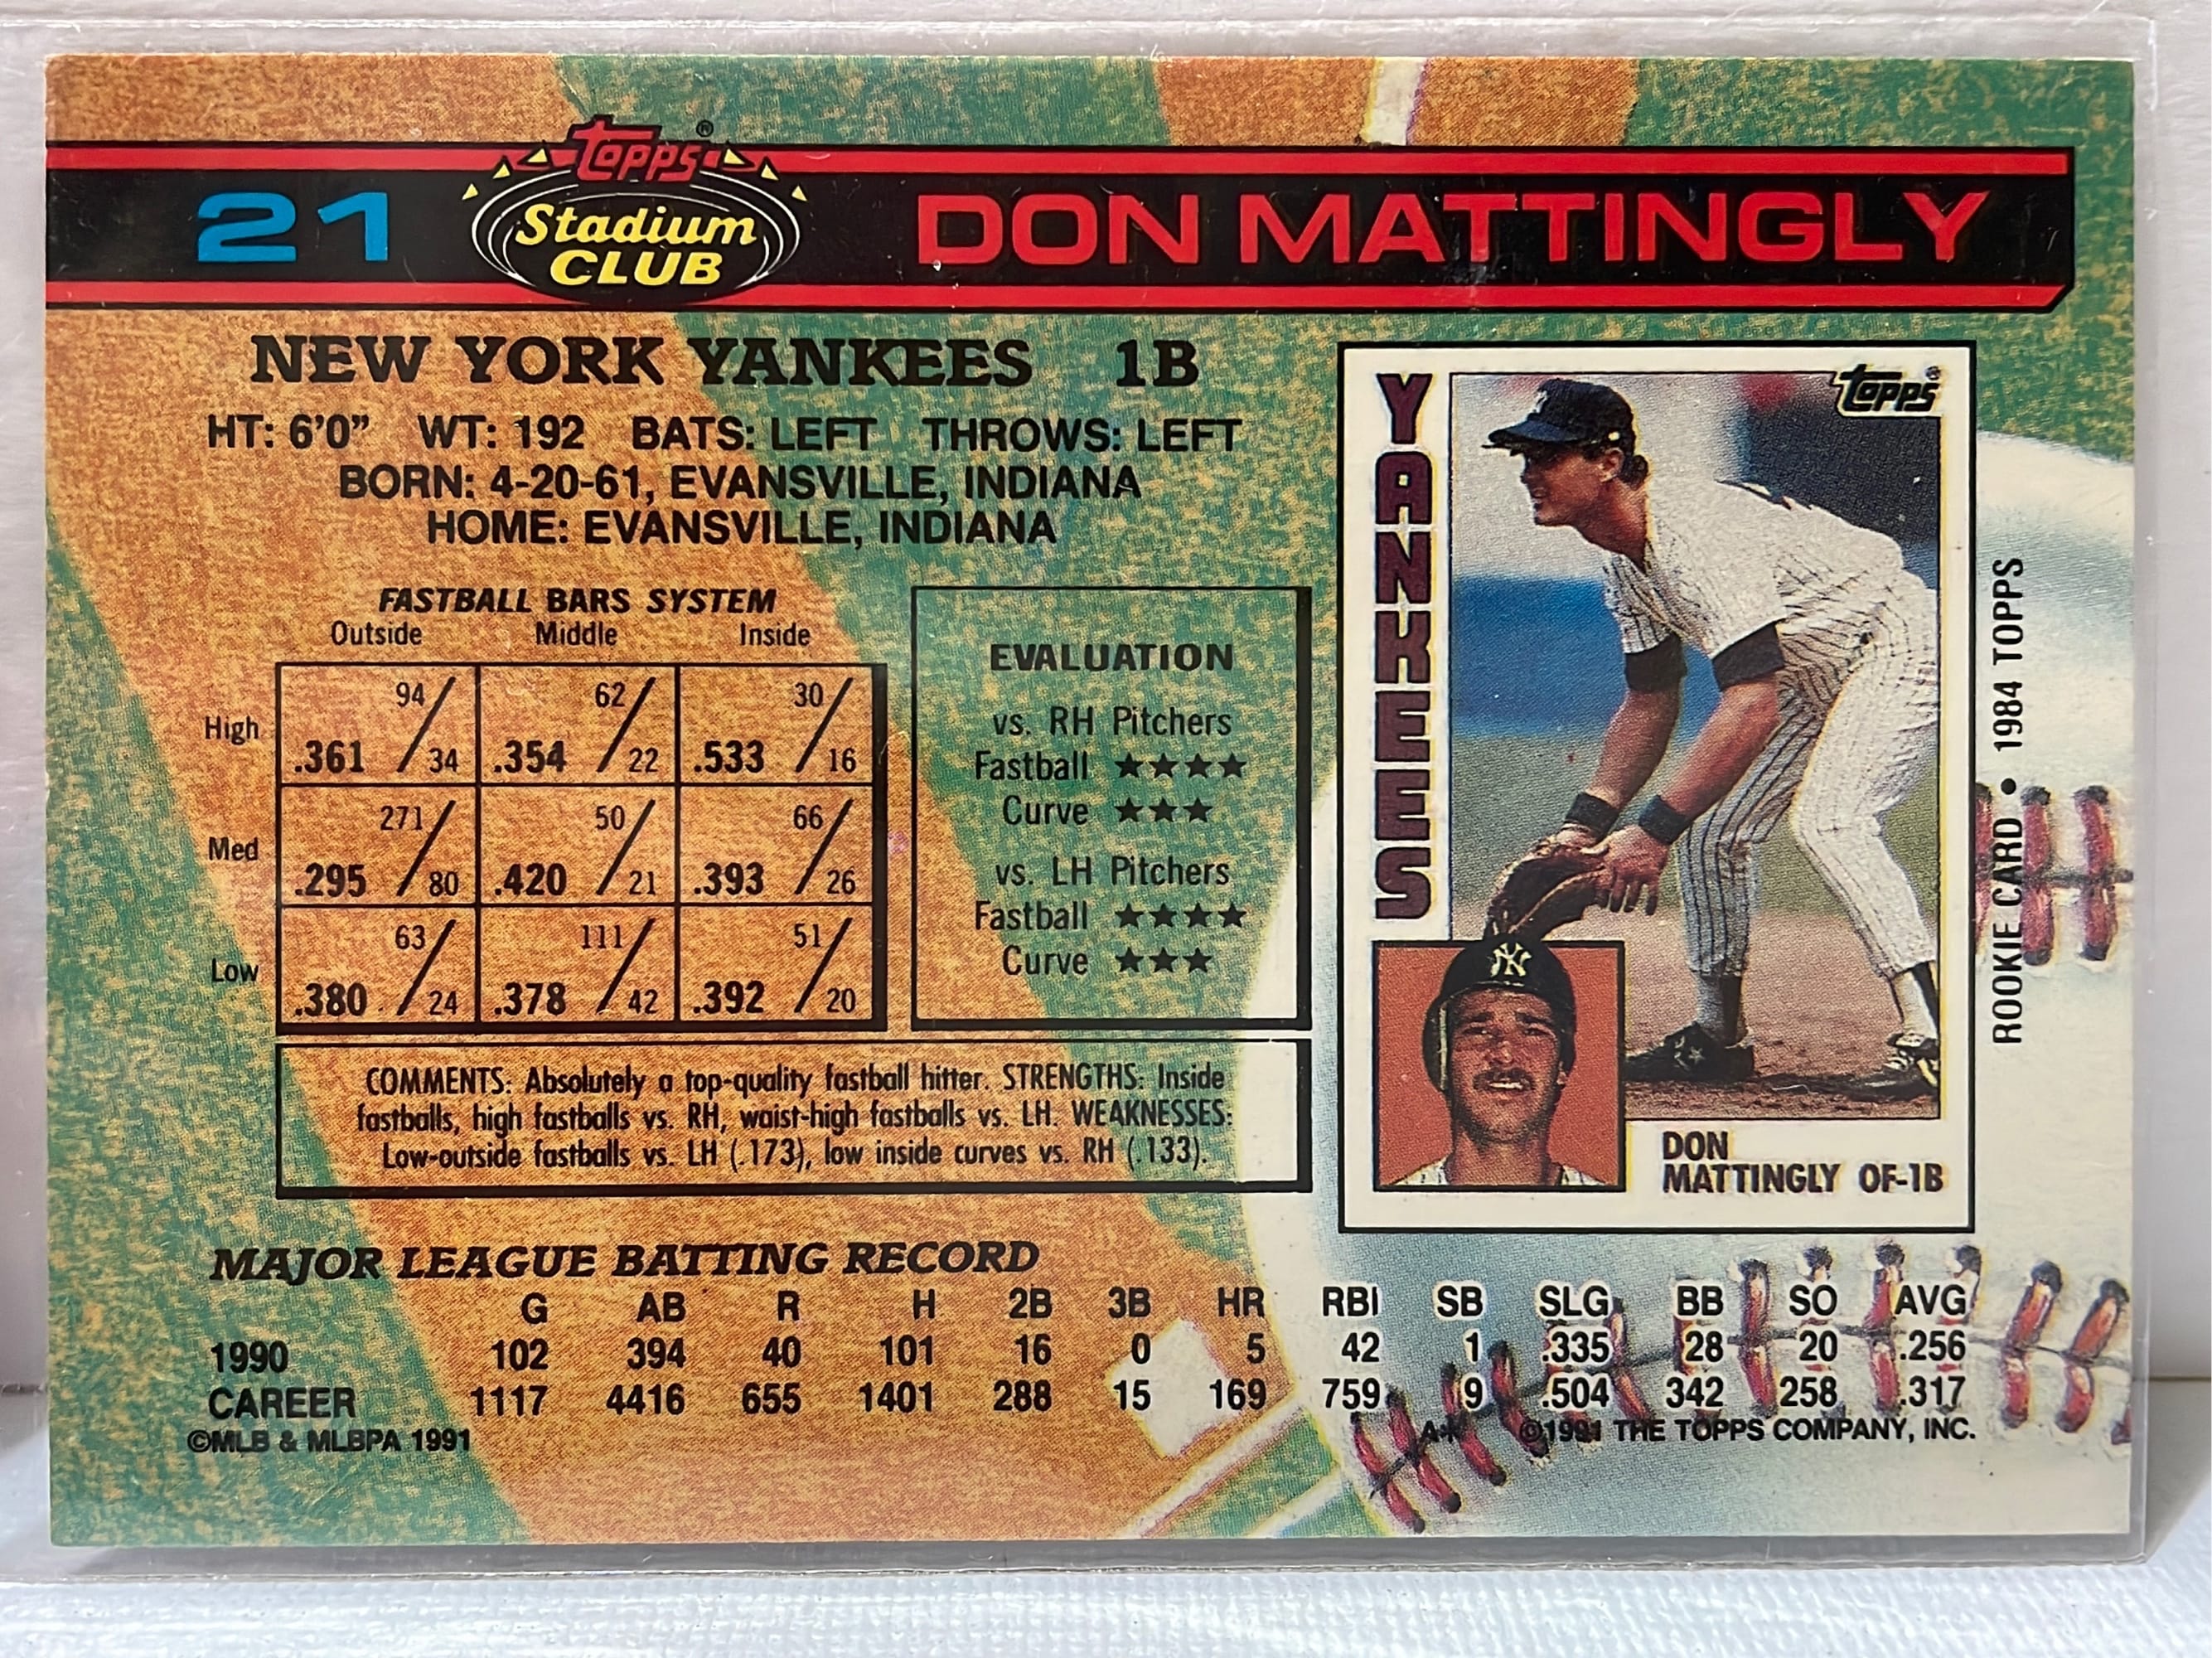 21 Topps® Stadium CLUB DON MATTINGLY
NEW YORK YANKEES 1B
HT: 6'0" WT: 192 BATS: LEFT THROWS: LEFT
BORN: 4-20-61, EVANSVILLE, INDIANA
HOME: EVANSVILLE, INDIANA
FASTBALL BARS SYSTEM
Outside Middle Inside
High .361 94/34 .354 62/22 .533 30/16
Med .295 271/80 .420 50/21 .393 66/26
Low .380 63/24 .378 111/42 .392 51/20
EVALUATION
vs. RH Pitchers
Fastball ★★★★
Curve ★★★
vs. LH Pitchers
Fastball ★★★★
Curve ★★★
COMMENTS: Absolutely a top-quality fastball hitter. STRENGTHS: Inside
fastballs, high fastballs vs. RH, waist-high fastballs vs. LH. WEAKNESSES:
Low-outside fastballs vs. LH (.173), low inside curves vs. RH (.133).
YANKEES
Topps®
NY
DON
MATTINGLY OF-1B
ROOKIE CARD • 1984 TOPPS
MAJOR LEAGUE BATTING RECORD
G AB R H 2B 3B HR RBI SB SLG BB SO AVG
1990 102 394 40 101 16 0 5 42 1 .335 28 20 .256
CAREER 1117 4416 655 1401 288 15 169 759 9 .504 342 258 .317
©MLB & MLBPA 1991 A* ©1991 THE TOPPS COMPANY, INC.